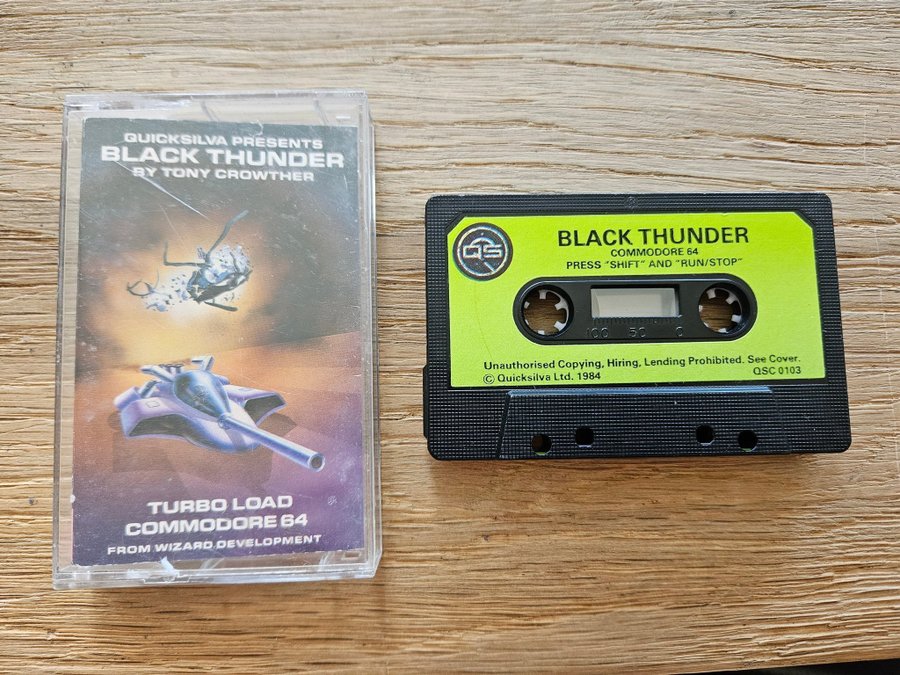 QUICKSILVA PRESENTS
BLACK THUNDER
BY TONY CROWTHER
TURBO LOAD
COMMODORE 64
FROM WIZARD DEVELOPMENT
QS
BLACK THUNDER
COMMODORE 64
PRESS "SHIFT" AND "RUN/STOP"
100 50 0
Unauthorised Copying, Hiring, Lending Prohibited. See Cover.
© Quicksilva Ltd. 1984
QSC 0103